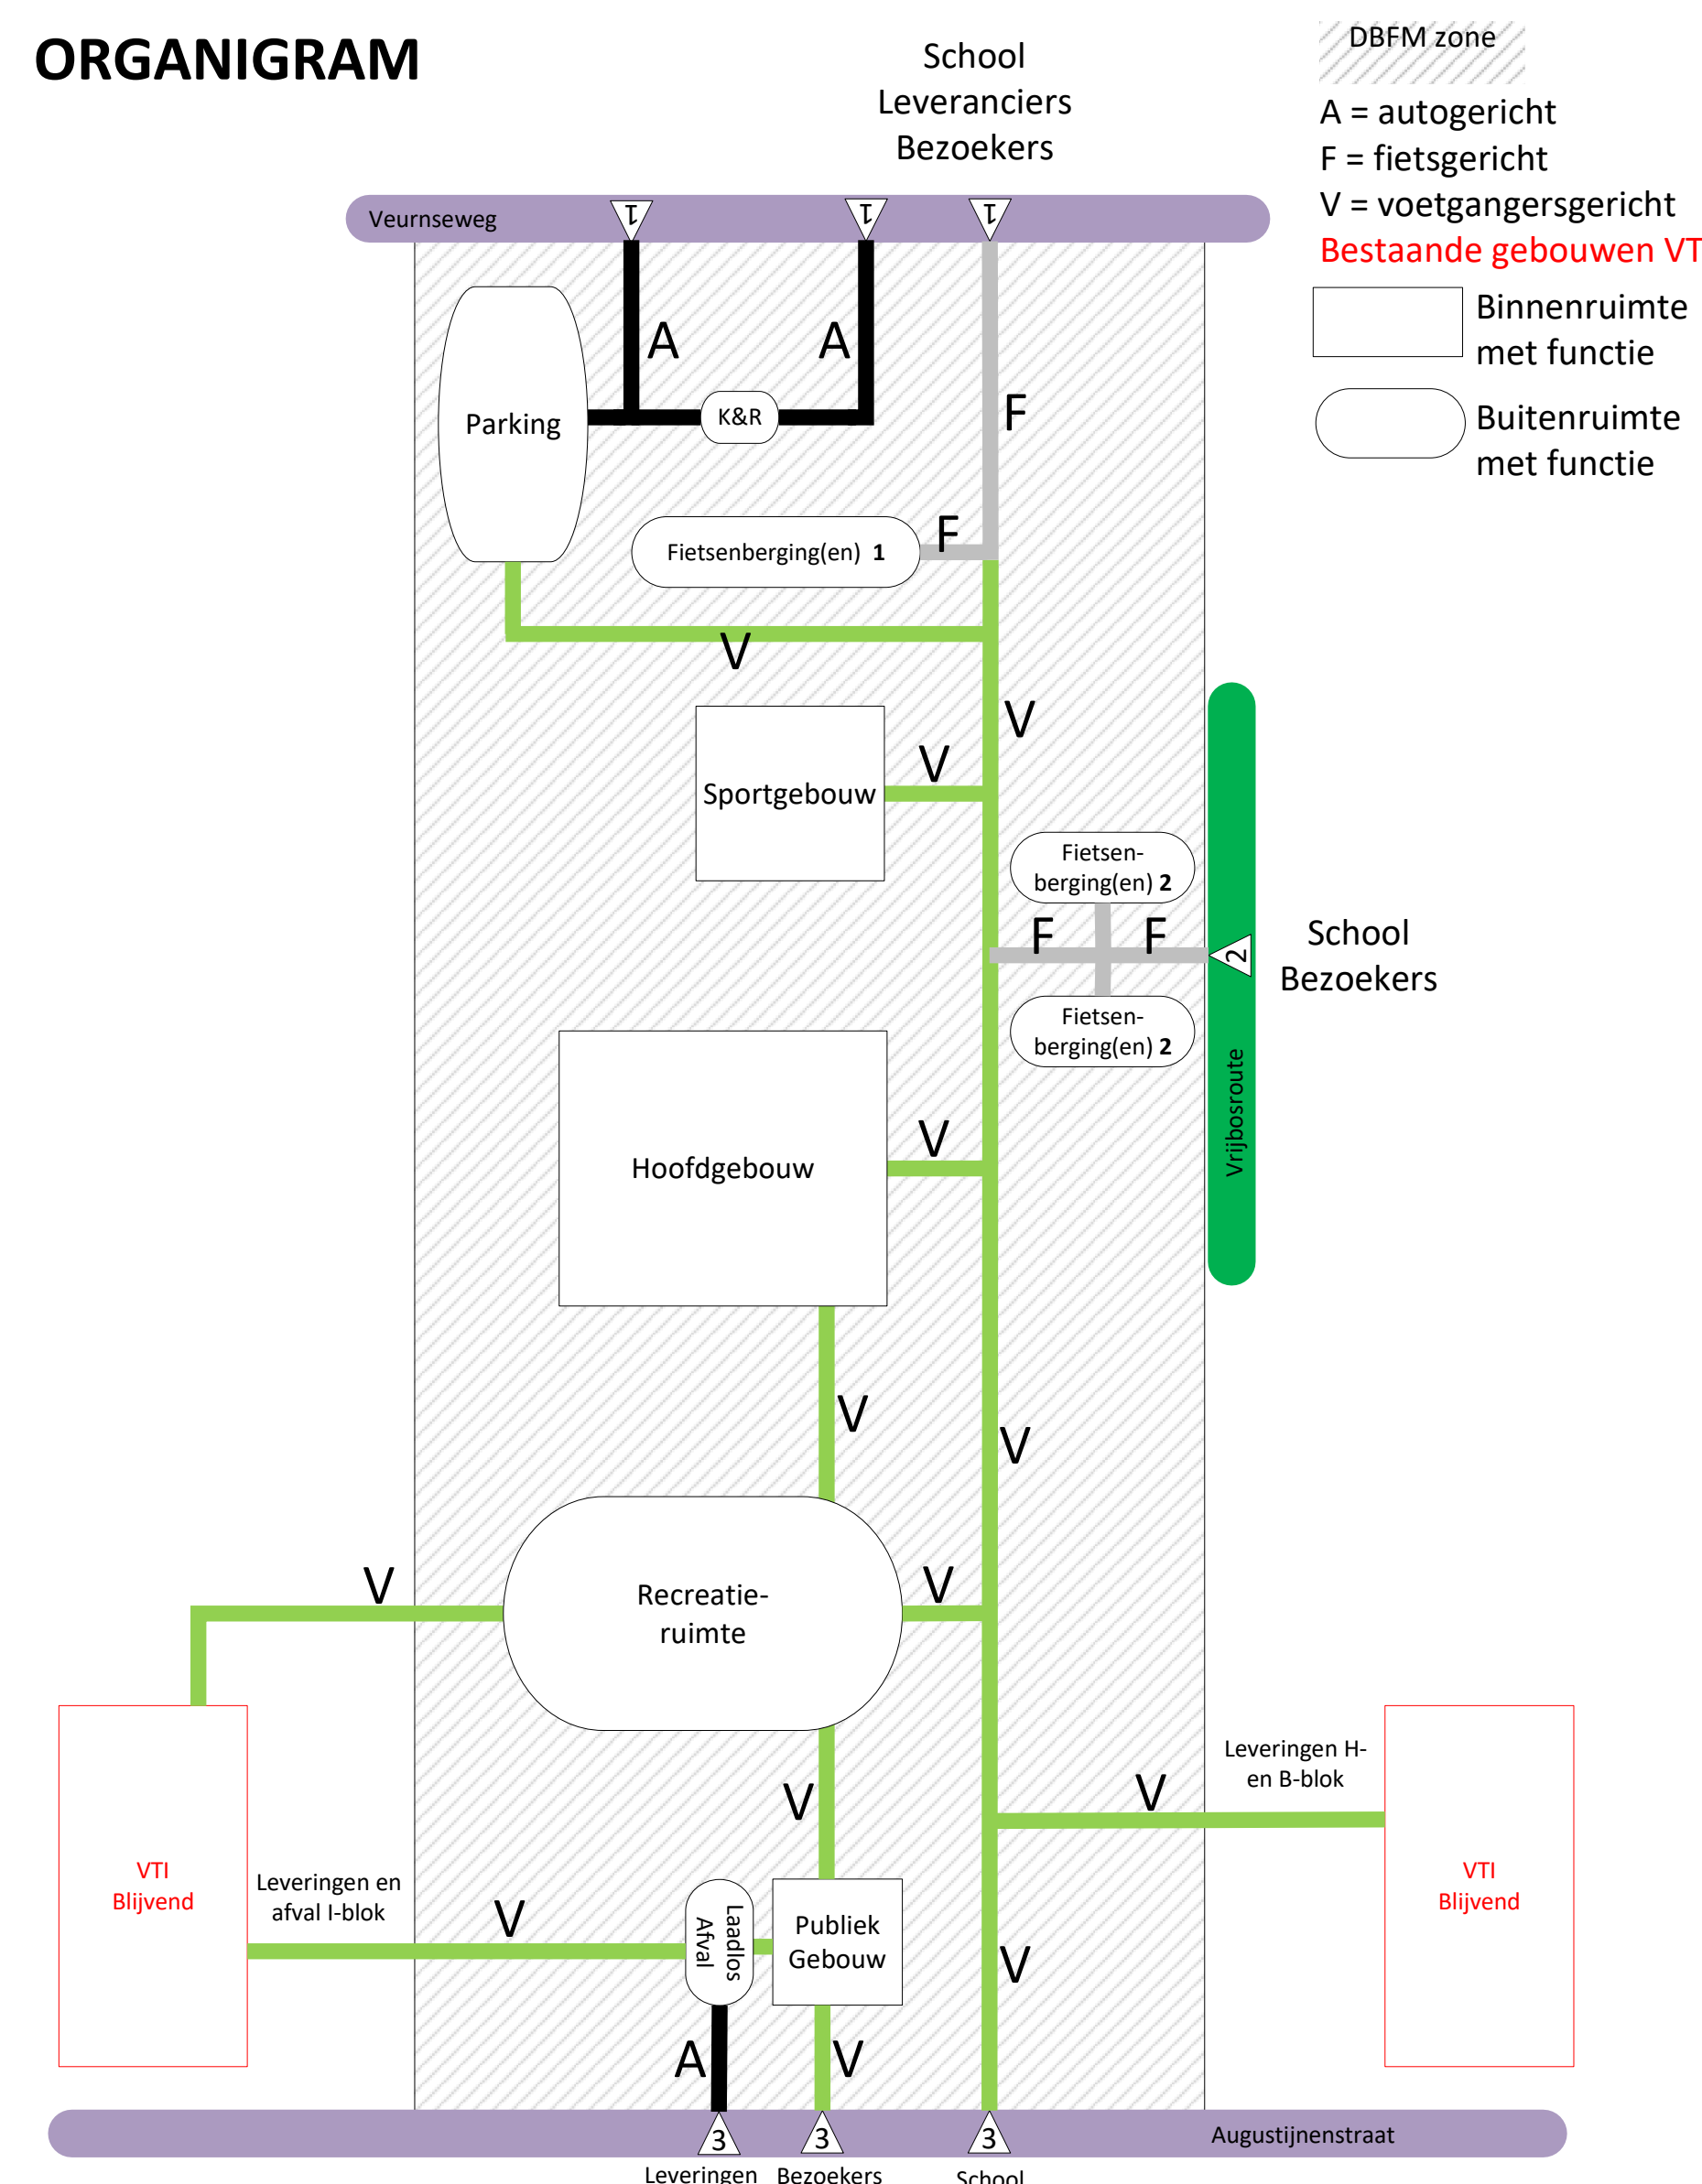 ORGANIGRAM
School
Leveranciers
Bezoekers
DBFM zone
A = autogericht
F = fietsgericht
V = voetgangersgericht
Bestaande gebouwen VT
Binnenruimte
met functie
Buitenruimte
met functie
Veurnseweg
1
1
1
A
A
F
Parking
K&R
Fietsenberging(en) 1
F
V
V
Sportgebouw
V
Fietsen-
berging(en) 2
F
F
2
School
Bezoekers
Fietsen-
berging(en) 2
Vrijbosroute
Hoofdgebouw
V
V
V
Recreatie-
ruimte
V
V
V
Leveringen H-
en B-blok
V
VTI
Blijvend
Leveringen en
afval I-blok
V
Laadlos
Afval
Publiek
Gebouw
V
VTI
Blijvend
A
V
3
3
3
Augustijnenstraat
Leveringen
Bezoekers
School